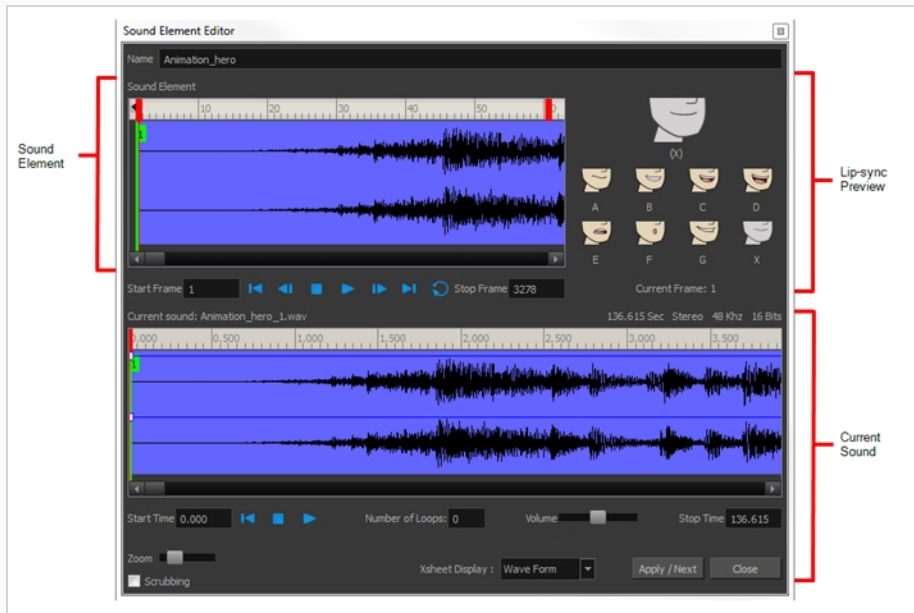 Sound Element Editor
Name Animation_hero
Sound Element
10 20 30 40 50
1
(X)
A B C D
E F G X
Sound
Element
Lip-sync
Preview
Start Frame 1 Stop Frame 3278 Current Frame: 1
Current sound: Animation_hero_1.wav 136.615 Sec Stereo 48 Khz 16 Bits
0.000 0.500 1.000 1.500 2.000 2.500 3.000 3.500
1
Current
Sound
Start Time 0.000 Number of Loops: 0 Volume Stop Time 136.615
Zoom
Scrubbing
Xsheet Display : Wave Form Apply / Next Close